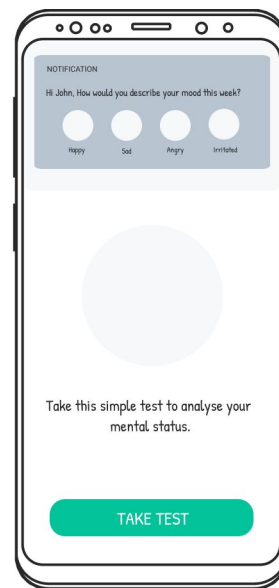 NOTIFICATION
Hi John, How would you describe your mood this week?
Happy Sad Angry Irritated
Take this simple test to analyse your
mental status.
TAKE TEST